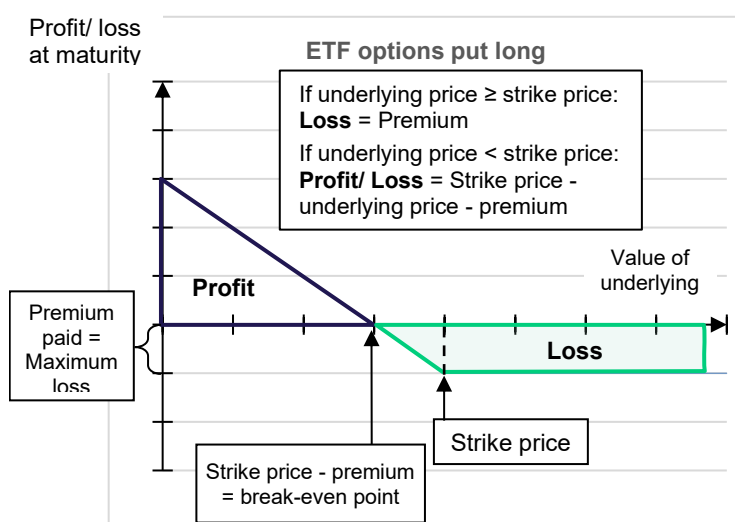 Profit/ loss
at maturity
ETF options put long
If underlying price ≥ strike price:
Loss = Premium
If underlying price < strike price:
Profit/ Loss = Strike price -
underlying price - premium
Value of
underlying
Profit
Premium
paid =
Maximum
loss
Loss
Strike price
Strike price - premium
= break-even point